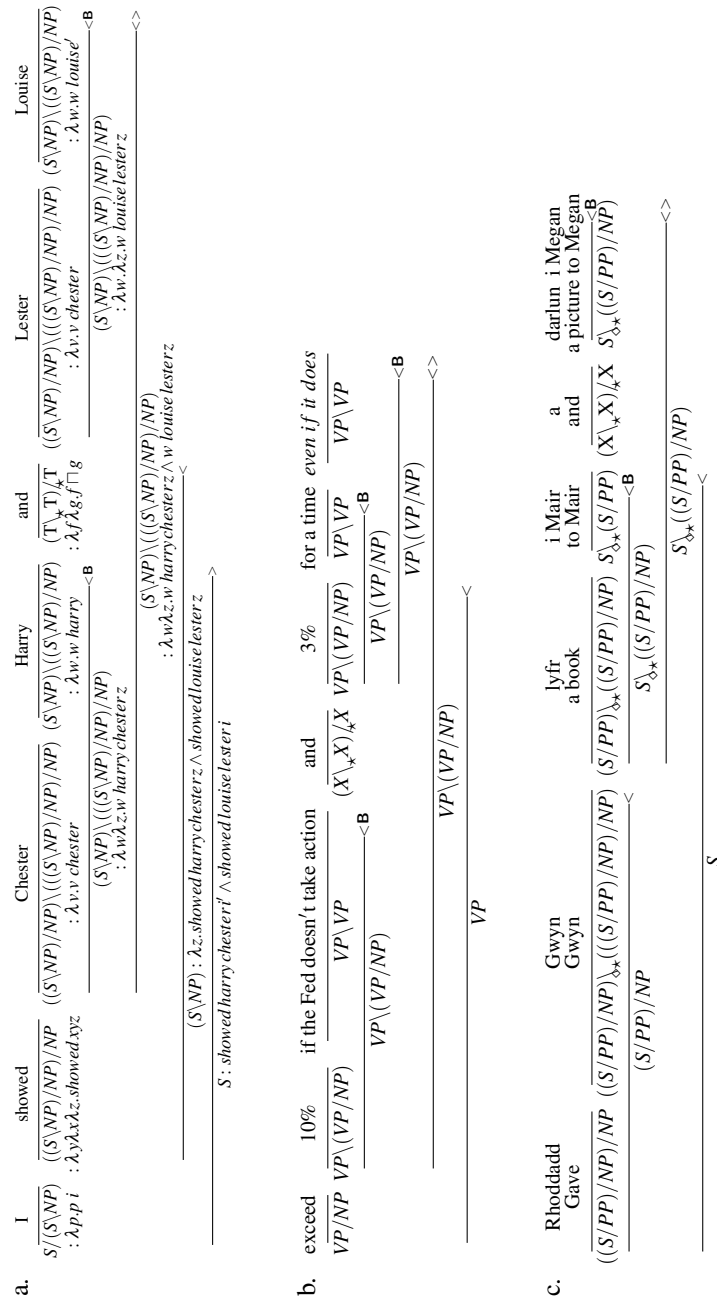 a.
I showed Chester Harry and Lester Louise
S/(S\NP) ((S\NP)/NP)/NP ((S\NP)/NP)\(((S\NP)/NP)/NP) (S\NP)\((S\NP)/NP) (T\⋆T)/⋆T ((S\NP)/NP)\(((S\NP)/NP)/NP) (S\NP)\((S\NP)/NP)
: λp.p i : λyλxλz.showedxyz : λv.v chester : λw.w harry : λfλg.f⊓g : λv.v chester : λw.w louise′
<B <B
(S\NP)\(((S\NP)/NP)/NP) (S\NP)\(((S\NP)/NP)/NP)
: λwλz.w harry chester z : λw.λz.w louise lester z
<>
(S\NP)\(((S\NP)/NP)/NP)
: λwλz.w harry chester z ∧ w louise lester z
<
(S\NP) : λz.showed harry chester z ∧ showed louise lester z
>
S : showed harry chester i′ ∧ showed louise lester i
b.
exceed 10% if the Fed doesn′t take action and 3% for a time even if it does
VP/NP VP\(VP/NP) VP\VP (X\⋆X)/⋆X VP\(VP/NP) VP\VP VP\VP
<B <B
VP\(VP/NP) VP\(VP/NP)
<B
VP\(VP/NP)
<>
VP\(VP/NP)
<
VP
c.
Rhoddadd Gwyn lyfr i Mair a darlun i Megan
Gave Gwyn a book to Mair and a picture to Megan
((S/PP)/NP)/NP ((S/PP)/NP)\⋄⋆(((S/PP)/NP)/NP) (S/PP)\⋄⋆((S/PP)/NP) S\⋄⋆(S/PP) (X\⋆X)/⋆X S\⋄⋆((S/PP)/NP)
< <B <B
(S/PP)/NP S\⋄⋆((S/PP)/NP)
<>
S\⋄⋆((S/PP)/NP)
<
S